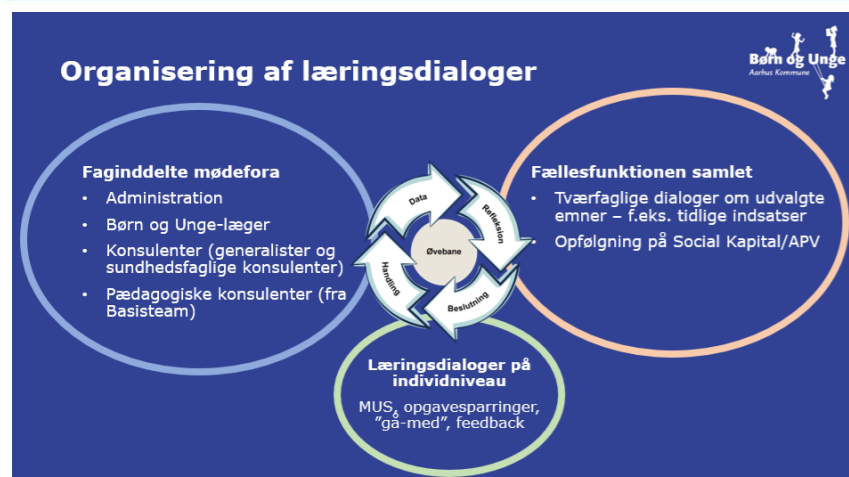 Organisering af læringsdialoger
Børn og Unge
Aarhus Kommune
Faginddelte mødefora
• Administration
• Børn og Unge-læger
• Konsulenter (generalister og
sundhedsfaglige konsulenter)
• Pædagogiske konsulenter (fra
Basisteam)
Data
Refleksion
Beslutning
Handling
Øvebane
Fællesfunktionen samlet
• Tværfaglige dialoger om udvalgte
emner – f.eks. tidlige indsatser
• Opfølgning på Social Kapital/APV
Læringsdialoger på
individniveau
MUS, opgavesparringer,
”gå-med”, feedback